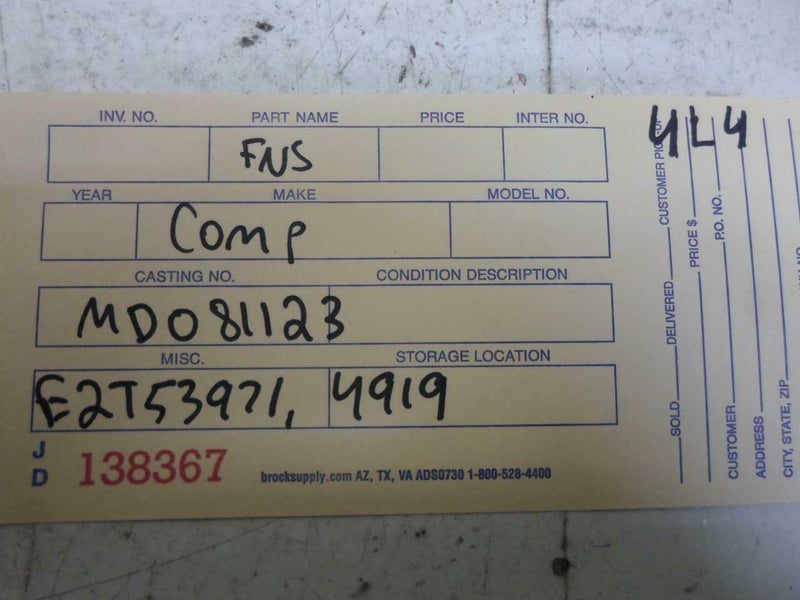 INV. NO. PART NAME PRICE INTER NO.
FNS
YEAR MAKE MODEL NO.
Comp
CASTING NO. CONDITION DESCRIPTION
MD081123
MISC. STORAGE LOCATION
E2T53971, 4919
J
D
138367
brocksupply.com AZ, TX, VA ADS0730 1-800-528-4400
4L4
SOLD DELIVERED CUSTOMER PICK
PRICE $
P.O. NO.
CUSTOMER
ADDRESS
CITY, STATE, ZIP